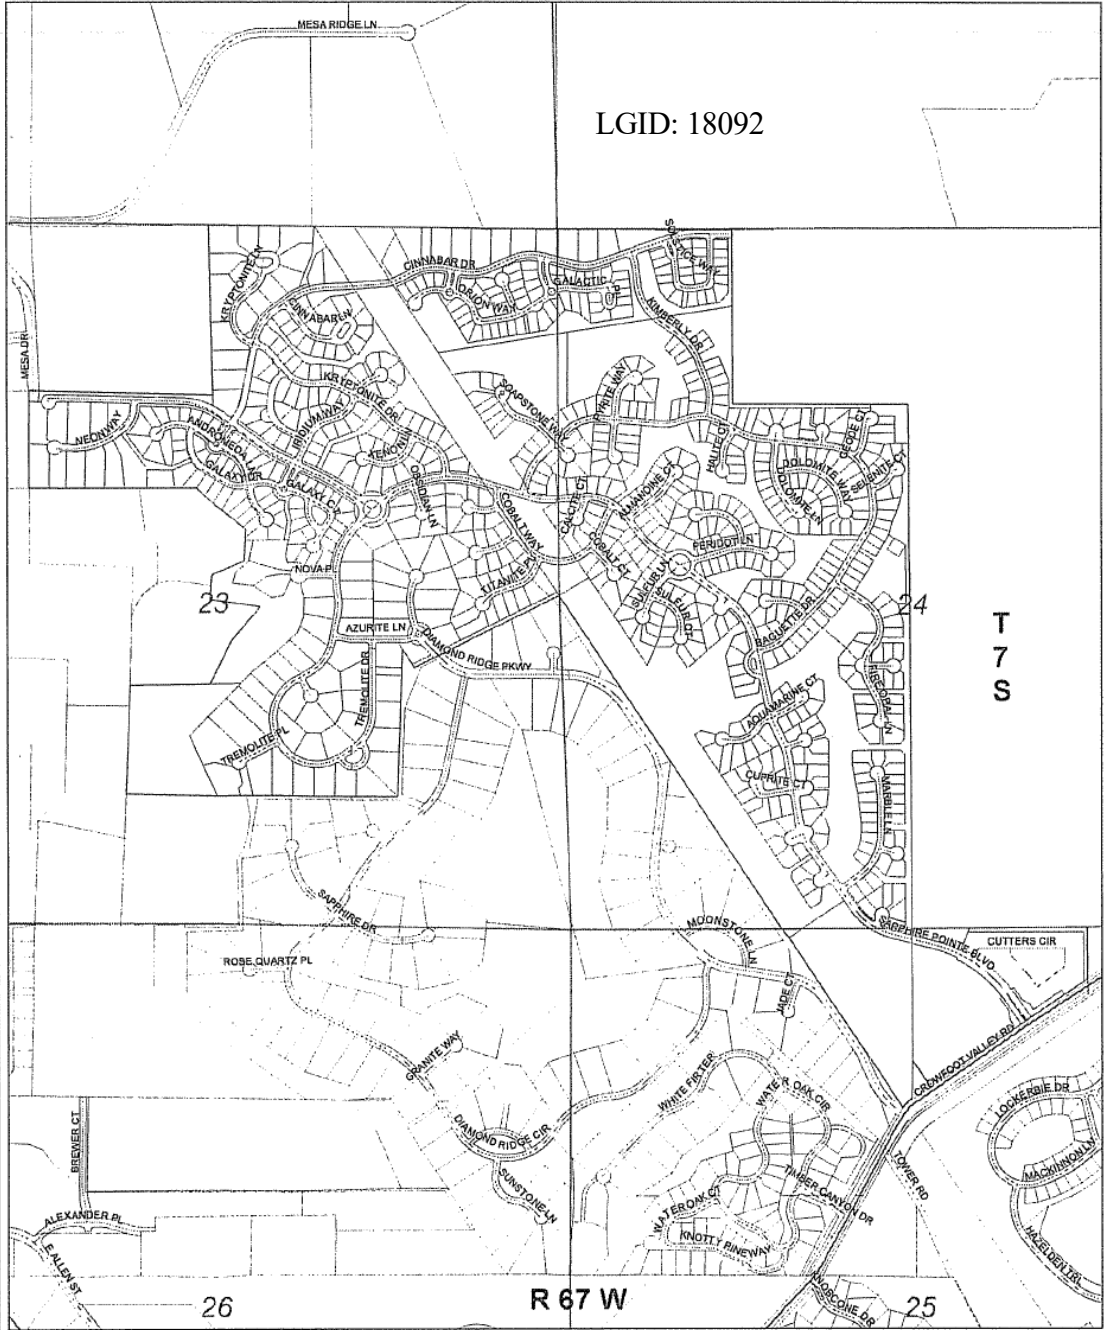 MESA RIDGE LN
LGID: 18092
SOLSTICE WAY
KRYPTONITE LN
CINNABAR DR
GALACTIC PL
ORION WAY
CINNABAR LN
KIMBERLY DR
MESA DR
KRYPTONITE DR
PYRITE WAY
SOAPSTONE WAY
NEON WAY
ANDROMEDA LN
IRIDIUM WAY
XENON LN
HALITE CT
GEODE CT
GALAXY DR
GALAXY CT
OBSIDIAN LN
DOLOMITE WAY
SELENITE CT
DOLOMITE LN
ALMANDINE CT
CALCITE CT
COBALT WAY
COBALT CT
PERIDOT LN
NOVA PL
TITANITE PL
SULFUR LN
SULFUR CT
23
24
T
7
S
AZURITE LN
DIAMOND RIDGE PKWY
BAGUETTE DR
TREMOLITE DR
FIRE OPAL LN
AQUAMARINE CT
TREMOLITE PL
CUPRITE CT
MARBLE LN
SAPPHIRE DR
MOONSTONE LN
SAPPHIRE POINTE BLVD
CUTTERS CIR
ROSE QUARTZ PL
JADE CT
GRANITE WAY
CROWFOOT VALLEY RD
WHITE FIR TER
WATER OAK CIR
LOCKERBIE DR
BREWER CT
DIAMOND RIDGE CIR
MACKINNON LN
SUNSTONE LN
TIMBER CANYON DR
TOWER RD
WATER OAK CT
ALEXANDER PL
KNOTTY PINE WAY
HAZELDEN TRL
E ALLEN ST
26
R 67 W
25